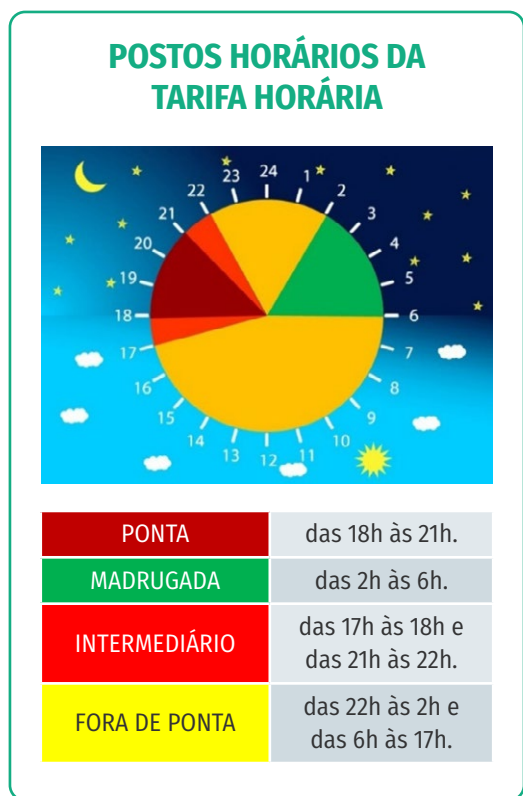 POSTOS HORÁRIOS DA
TARIFA HORÁRIA
24
1
2
3
4
5
6
7
8
9
10
11
12
13
14
15
16
17
18
19
20
21
22
23
PONTA
das 18h às 21h.
MADRUGADA
das 2h às 6h.
INTERMEDIÁRIO
das 17h às 18h e
das 21h às 22h.
FORA DE PONTA
das 22h às 2h e
das 6h às 17h.